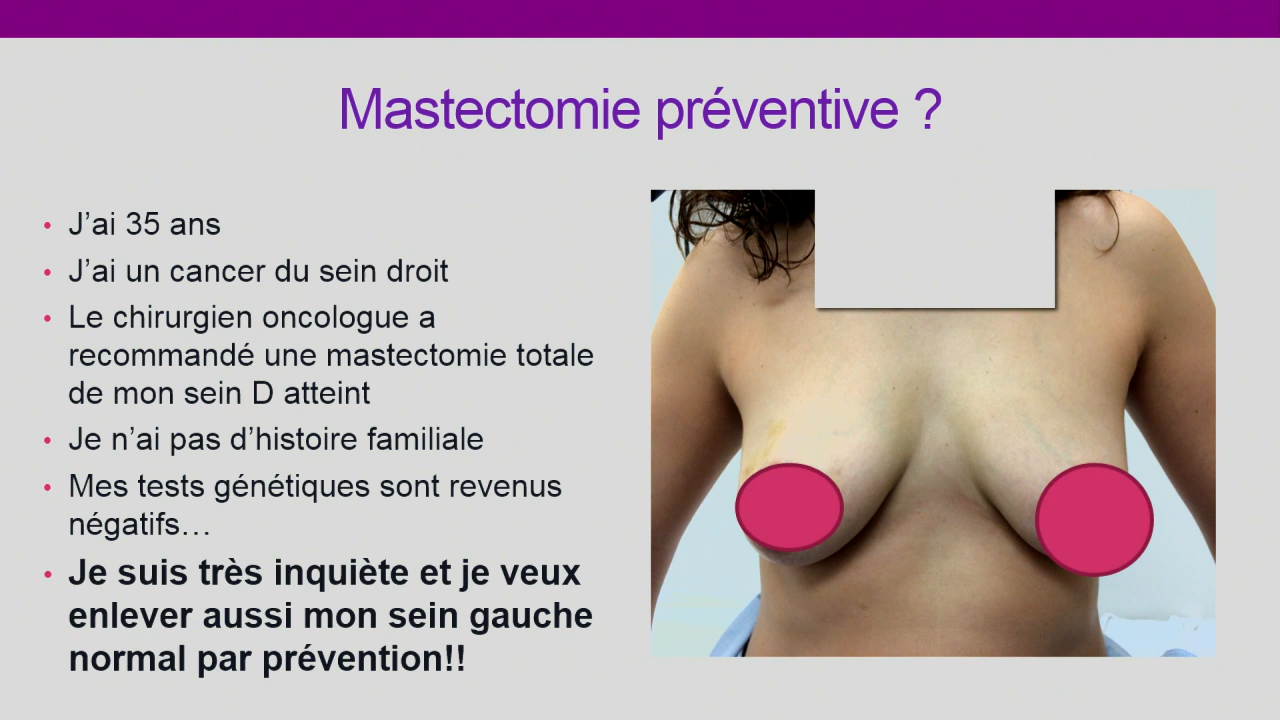 Mastectomie préventive ?
• J'ai 35 ans
• J'ai un cancer du sein droit
• Le chirurgien oncologue a
recommandé une mastectomie totale
de mon sein D atteint
• Je n'ai pas d'histoire familiale
• Mes tests génétiques sont revenus
négatifs…
• Je suis très inquiète et je veux
enlever aussi mon sein gauche
normal par prévention!!